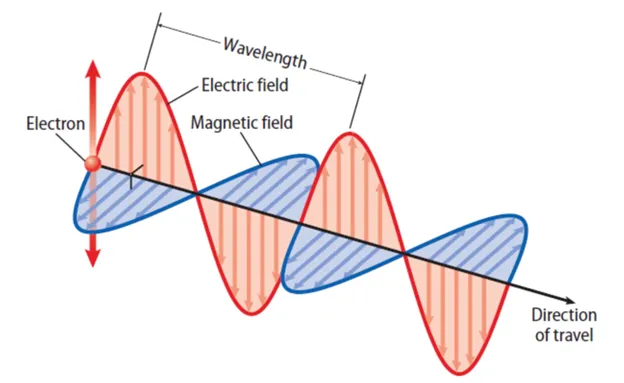 Wavelength
Electric field
Electron
Magnetic field
Direction
of travel